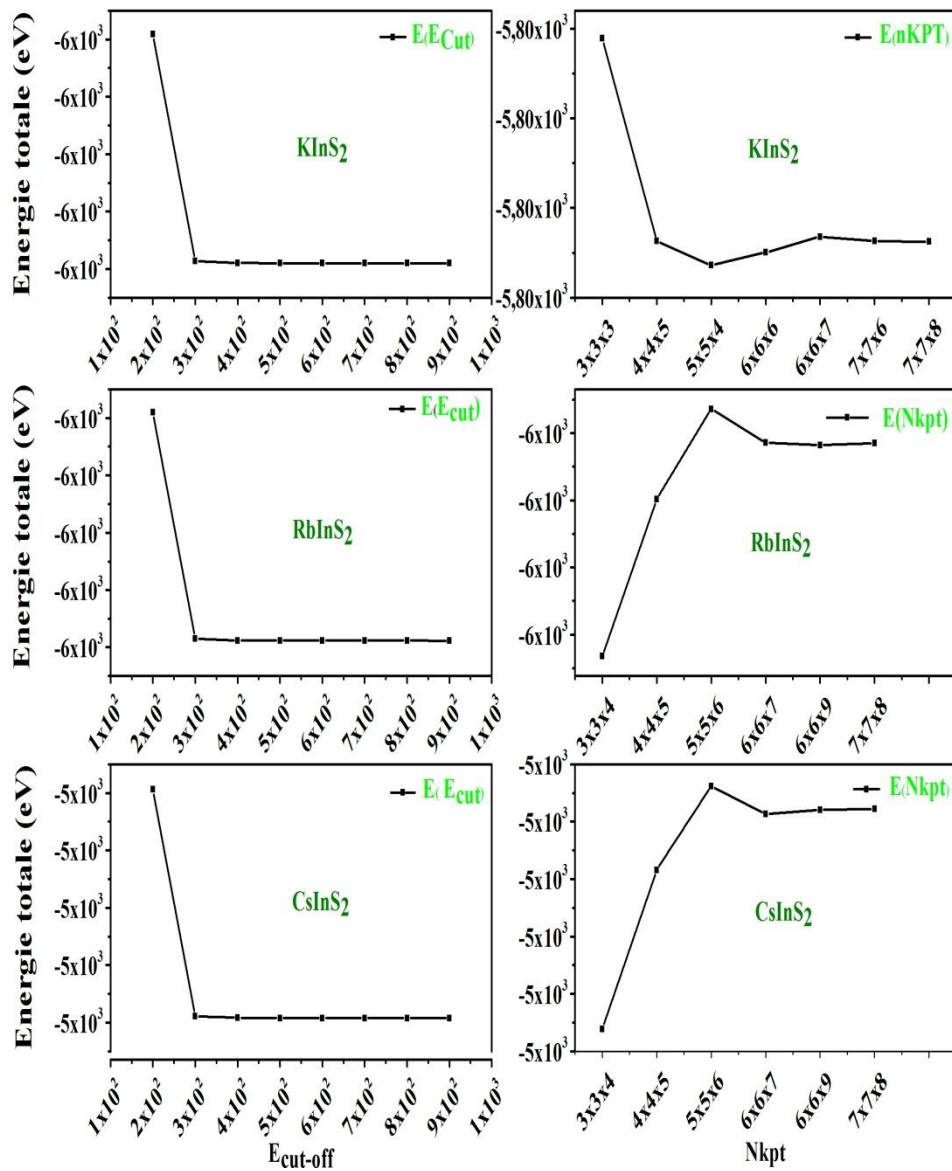 Energie totale (eV)
-6x10³
-6x10³
-6x10³
-6x10³
-6x10³
E(ECut)
KInS2
1x10² 2x10² 3x10² 4x10² 5x10² 6x10² 7x10² 8x10² 9x10² 1x10³
-5,80x10³
-5,80x10³
-5,80x10³
-5,80x10³
E(nKPT)
KInS2
3x3x3 4x4x5 5x5x4 6x6x6 6x6x7 7x7x6 7x7x8
Energie totale (eV)
-6x10³
-6x10³
-6x10³
-6x10³
-6x10³
E(Ecut)
RbInS2
1x10² 2x10² 3x10² 4x10² 5x10² 6x10² 7x10² 8x10² 9x10² 1x10³
-6x10³
-6x10³
-6x10³
-6x10³
E(Nkpt)
RbInS2
3x3x4 4x4x5 5x5x6 6x6x7 6x6x9 7x7x8
Energie totale (eV)
-5x10³
-5x10³
-5x10³
-5x10³
-5x10³
E( Ecut)
CsInS2
1x10² 2x10² 3x10² 4x10² 5x10² 6x10² 7x10² 8x10² 9x10² 1x10³
Ecut-off
-5x10³
-5x10³
-5x10³
-5x10³
-5x10³
-5x10³
E(Nkpt)
CsInS2
3x3x4 4x4x5 5x5x6 6x6x7 6x6x9 7x7x8
Nkpt